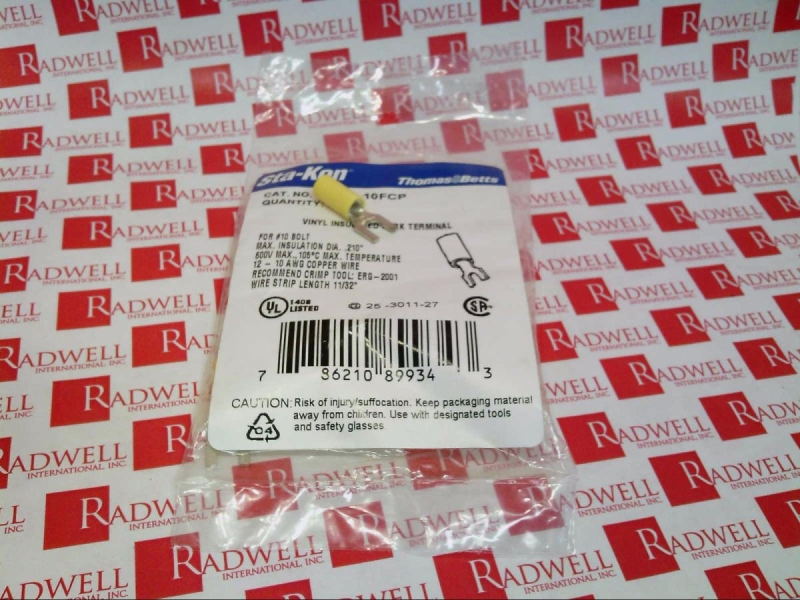 Sta-Kon Thomas&Betts
CAT. NO. 10FCP
QUANTITY
VINYL TERMINAL
FOR #10 BOLT
MAX. INSULATION DIA. .210"
600V MAX., 105°C MAX. TEMPERATURE
12 - 10 AWG COPPER WIRE
RECOMMEND CRIMP TOOL: ERG-2001
WIRE STRIP LENGTH 11/32"
UL LISTED 25-3011-27 SA
7 86210 89934 3
CAUTION: Risk of injury/suffocation. Keep packaging material
away from children. Use with designated tools
and safety glasses.
04
RADWELL
INTERNATIONAL, INC.